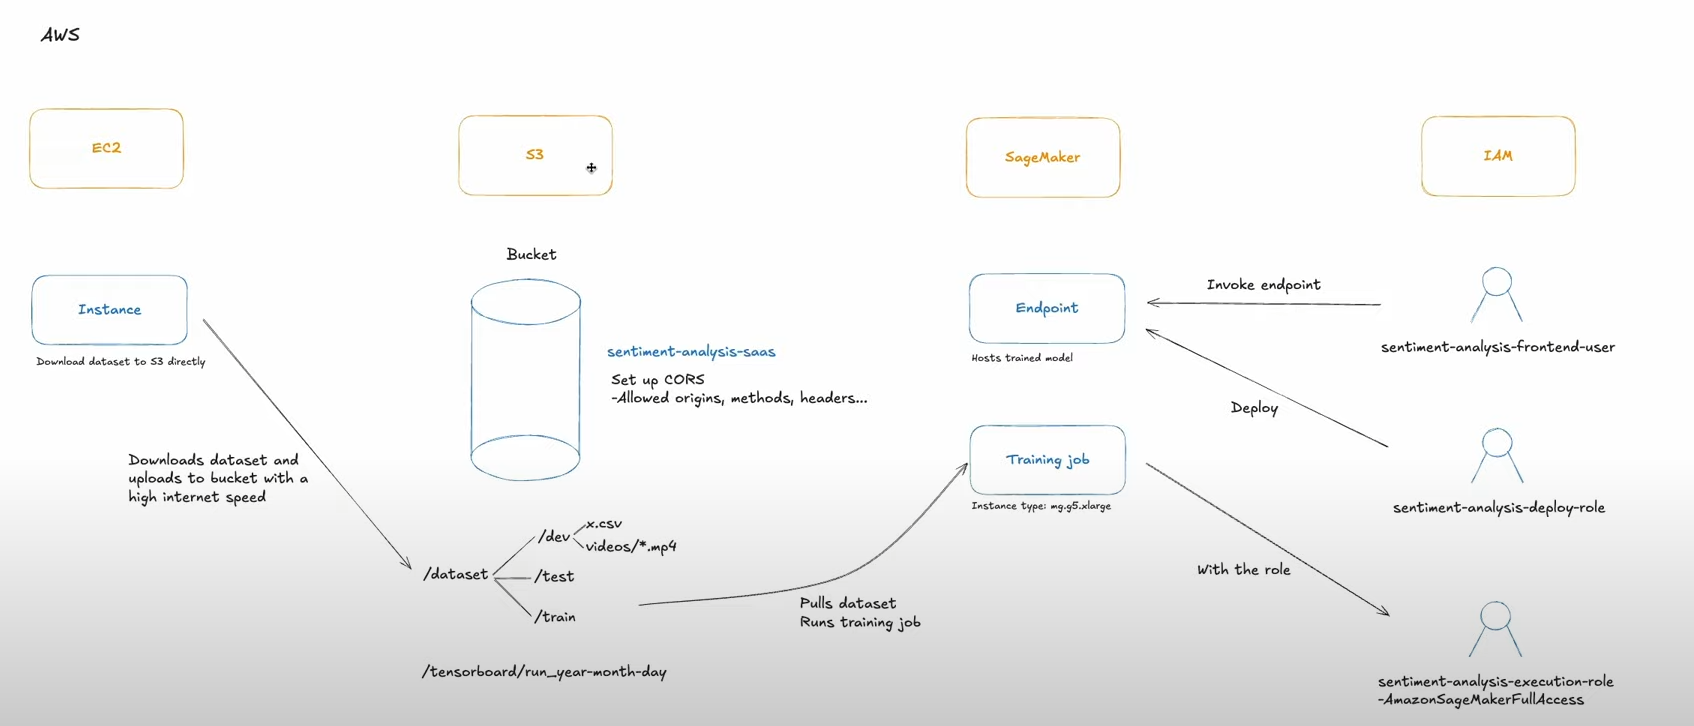 AWS
EC2
S3
SageMaker
IAM
Instance
Download dataset to S3 directly
Downloads dataset and
uploads to bucket with a
high internet speed
Bucket
sentiment-analysis-saas
Set up CORS
-Allowed origins, methods, headers...
/dataset
/dev
x.csv
videos/*.mp4
/test
/train
/tensorboard/run_year-month-day
Pulls dataset
Runs training job
Endpoint
Hosts trained model
Training job
Instance type: mg.g5.xlarge
Invoke endpoint
Deploy
With the role
sentiment-analysis-frontend-user
sentiment-analysis-deploy-role
sentiment-analysis-execution-role
-AmazonSageMakerFullAccess